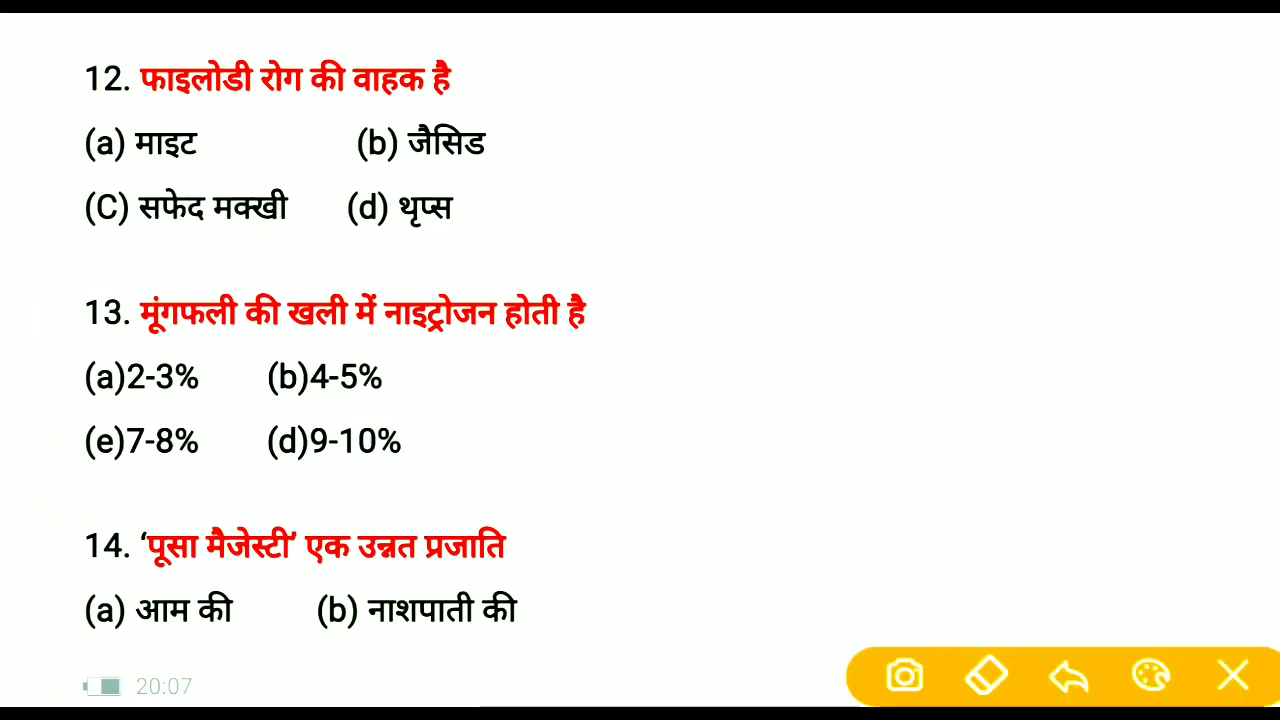 12. फाइलोडी रोग की वाहक है
(a) माइट (b) जैसिड
(C) सफेद मक्खी (d) थृप्स
13. मूंगफली की खली में नाइट्रोजन होती है
(a)2-3% (b)4-5%
(e)7-8% (d)9-10%
14. ‘पूसा मैजेस्टी’ एक उन्नत प्रजाति
(a) आम की (b) नाशपाती की
20:07